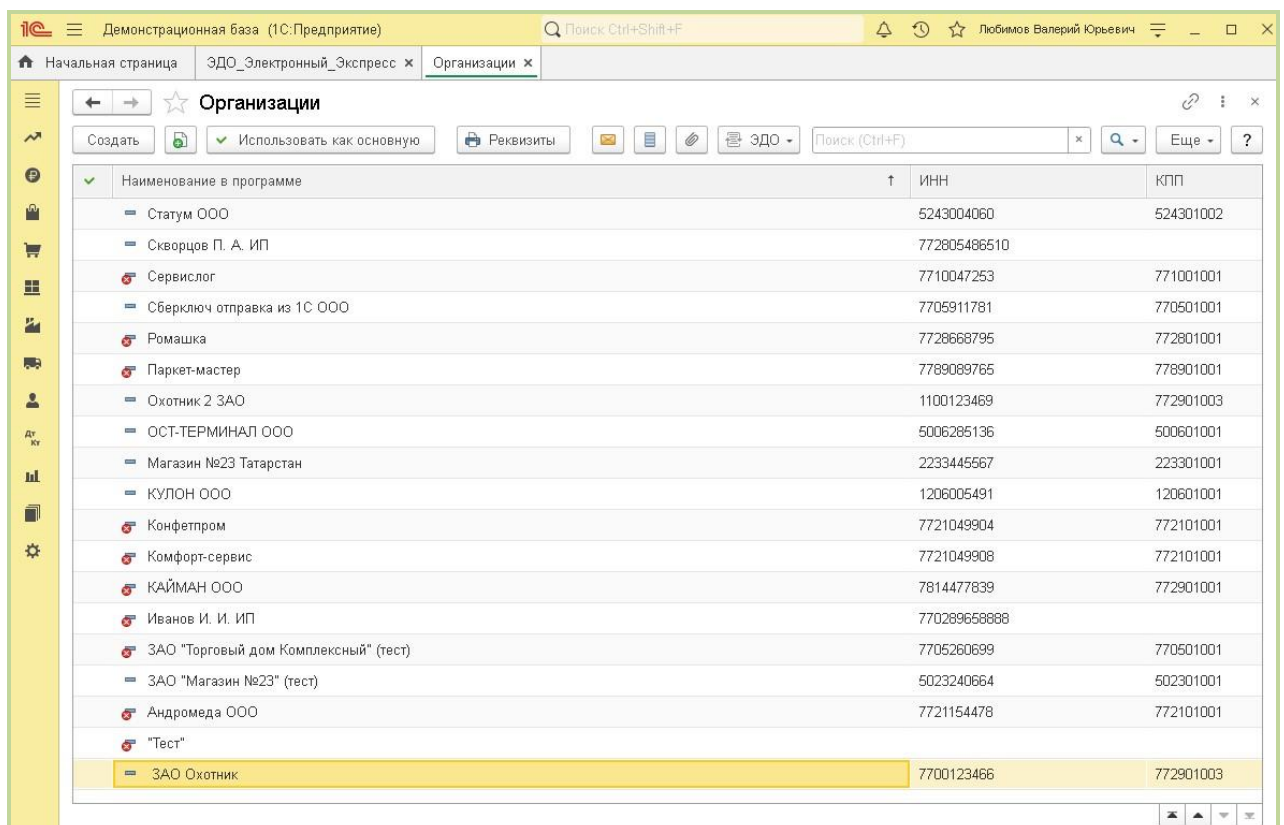 1С Демонстрационная база (1С:Предприятие) Поиск Ctrl+Shift+F Любимов Валерий Юрьевич
Начальная страница ЭДО_Электронный_Экспресс × Организации ×
Организации
Создать Использовать как основную Реквизиты ЭДО Поиск (Ctrl+F) × Еще ?
Наименование в программе ↑ ИНН КПП
Статум ООО 5243004060 524301002
Скворцов П. А. ИП 772805486510
Сервислог 7710047253 771001001
Сберключ отправка из 1С ООО 7705911781 770501001
Ромашка 7728668795 772801001
Паркет-мастер 7789089765 778901001
Охотник 2 ЗАО 1100123469 772901003
ОСТ-ТЕРМИНАЛ ООО 5006285136 500601001
Магазин №23 Татарстан 2233445567 223301001
КУЛОН ООО 1206005491 120601001
Конфетпром 7721049904 772101001
Комфорт-сервис 7721049908 772101001
КАЙМАН ООО 7814477839 772901001
Иванов И. И. ИП 770289658888
ЗАО "Торговый дом Комплексный" (тест) 7705260699 770501001
ЗАО "Магазин №23" (тест) 5023240664 502301001
Андромеда ООО 7721154478 772101001
"Тест"
ЗАО Охотник 7700123466 772901003
Дт
Кт